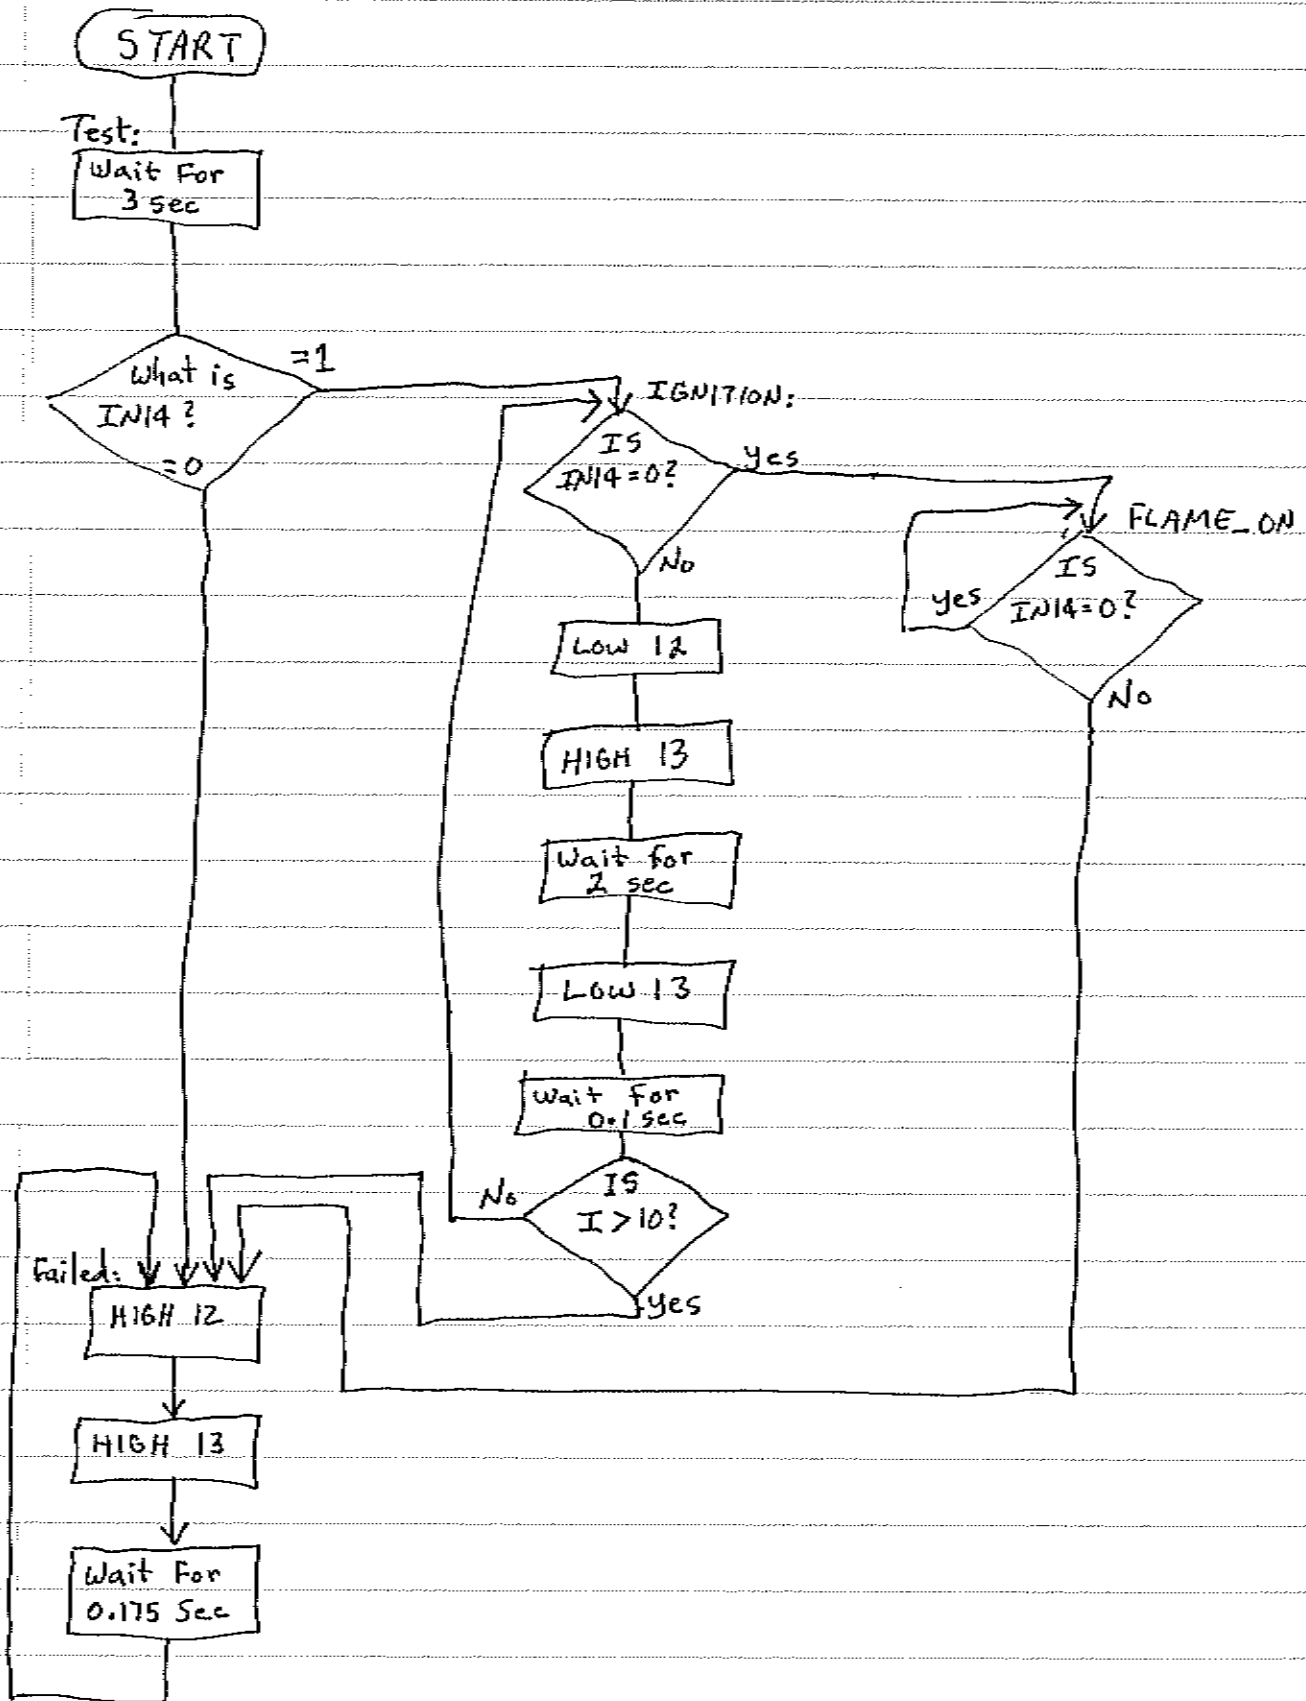 START
Test:
Wait For
3 sec
What is
IN14?
=1
=0
IGNITION:
IS
IN14=0?
yes
No
FLAME_ON
IS
IN14=0?
yes
No
LOW 12
HIGH 13
Wait for
2 sec
LOW 13
Wait for
0.1 sec
IS
I > 10?
No
yes
Failed:
HIGH 12
HIGH 13
Wait For
0.175 Sec